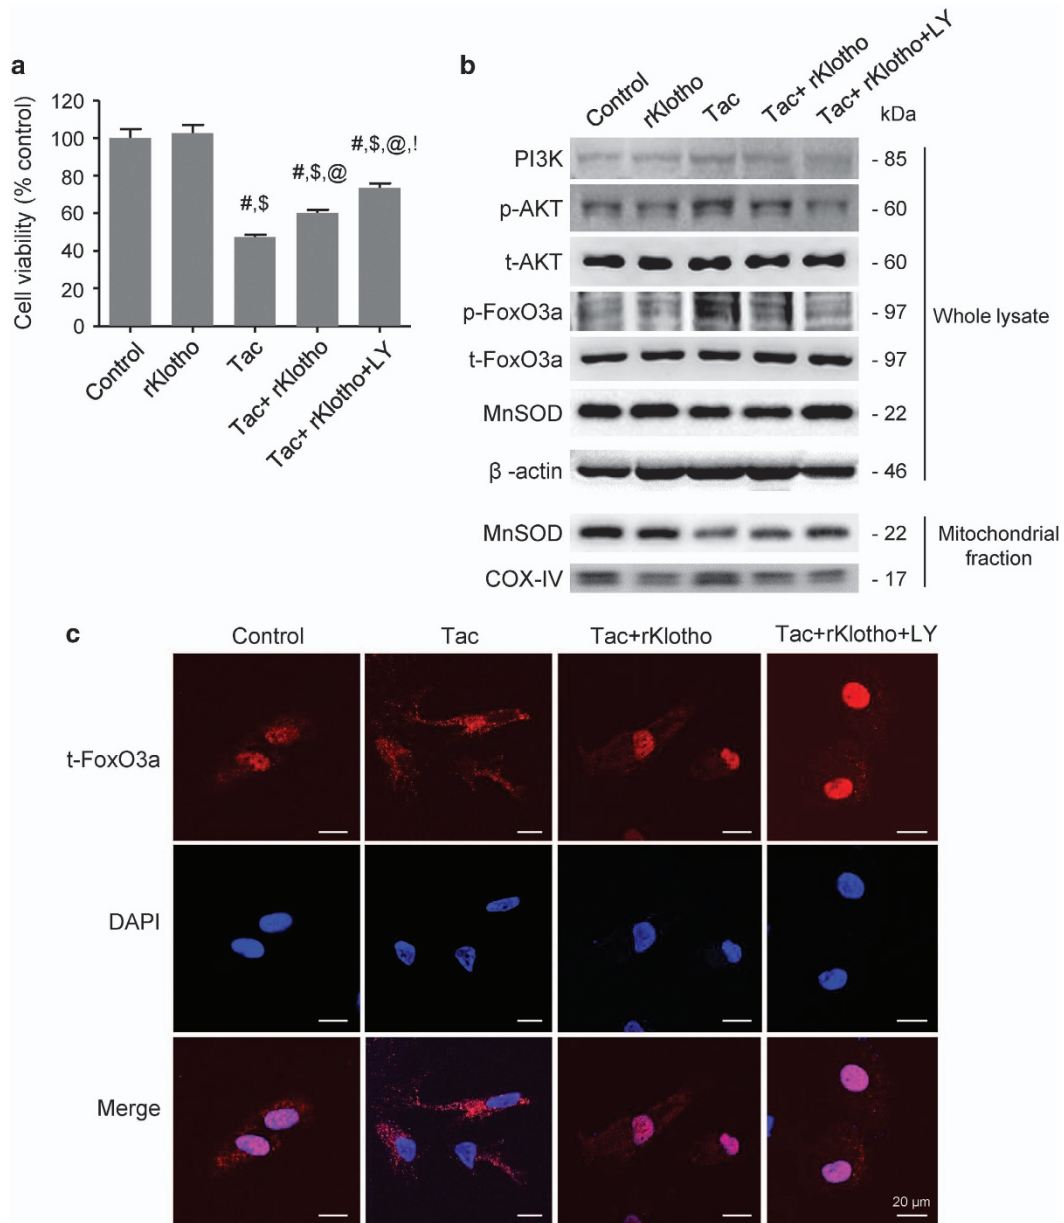 a
Cell viability (% control)
120
100
80
60
40
20
0
#,$
#,$,@
#,$,@,!
Control
rKlotho
Tac
Tac+ rKlotho
Tac+ rKlotho+LY
b
Control
rKlotho
Tac
Tac+ rKlotho
Tac+ rKlotho+LY
kDa
PI3K - 85
p-AKT - 60
t-AKT - 60
p-FoxO3a - 97
t-FoxO3a - 97
MnSOD - 22
β -actin - 46
Whole lysate
MnSOD - 22
COX-IV - 17
Mitochondrial
fraction
c
Control Tac Tac+rKlotho Tac+rKlotho+LY
t-FoxO3a
DAPI
Merge
20 µm